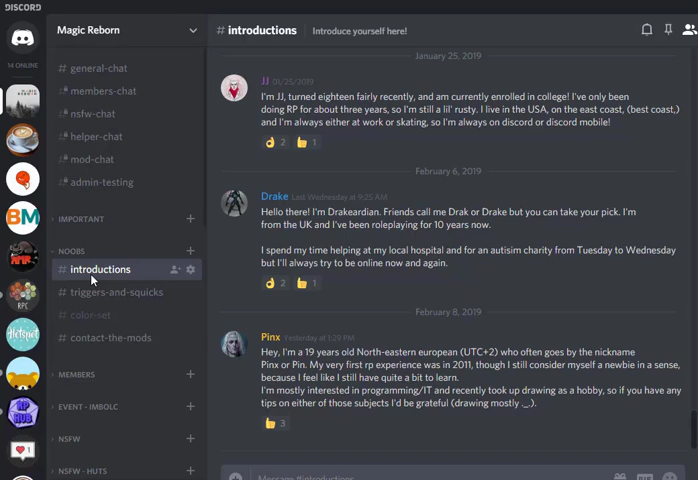 DISCORD
14 ONLINE
BM
RPC
Hotspot
RP
HUB
1
Magic Reborn
# general-chat
members-chat
nsfw-chat
helper-chat
mod-chat
admin-testing
IMPORTANT +
NOOBS +
# introductions
# triggers-and-squicks
# color-set
# contact-the-mods
MEMBERS +
EVENT - IMBOLC +
NSFW +
NSFW - HUTS +
# introductions Introduce yourself here!
January 25, 2019
JJ 01/25/2019
I'm JJ, turned eighteen fairly recently, and am currently enrolled in college! I've only been
doing RP for about three years, so I'm still a lil' rusty. I live in the USA, on the east coast, (best coast,)
and I'm always either at work or skating, so I'm always on discord or discord mobile!
2 1
February 6, 2019
Drake Last Wednesday at 9:25 AM
Hello there! I'm Drakeardian. Friends call me Drak or Drake but you can take your pick. I'm
from the UK and I've been roleplaying for 10 years now.
I spend my time helping at my local hospital and for an autisim charity from Tuesday to Wednesday
but I'll always try to be online now and again.
2 1
February 8, 2019
Pinx Yesterday at 1:29 PM
Hey, I'm a 19 years old North-eastern european (UTC+2) who often goes by the nickname
Pinx or Pin. My very first rp experience was in 2011, though I still consider myself a newbie in a sense,
because I feel like I still have quite a bit to learn.
I'm mostly interested in programming/IT and recently took up drawing as a hobby, so if you have any
tips on either of those subjects I'd be grateful (drawing mostly ._.).
3
Message #introductions
GIF